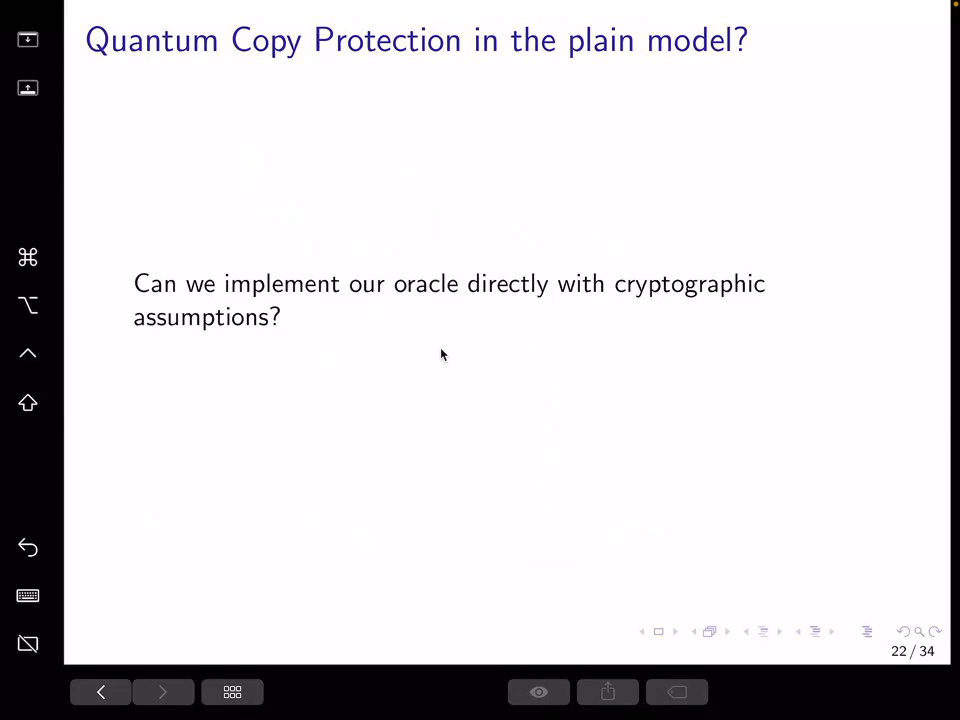 Quantum Copy Protection in the plain model?
Can we implement our oracle directly with cryptographic
assumptions?
22 / 34